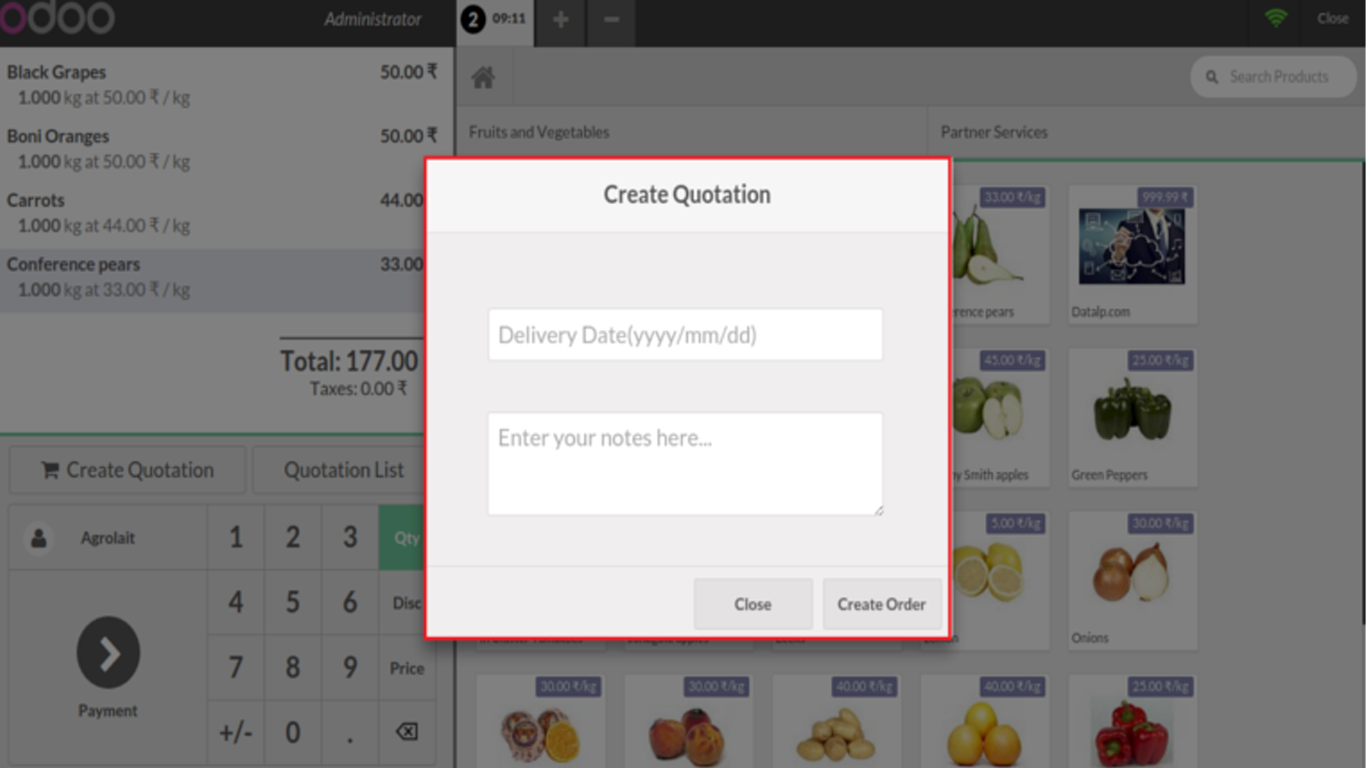 odoo
Administrator
2 09:11
+
−
Close
Black Grapes 50.00 ₹
1.000 kg at 50.00 ₹ / kg
Boni Oranges 50.00 ₹
1.000 kg at 50.00 ₹ / kg
Carrots 44.00
1.000 kg at 44.00 ₹ / kg
Conference pears 33.00
1.000 kg at 33.00 ₹ / kg
Total: 177.00
Taxes: 0.00 ₹
Create Quotation
Quotation List
Agrolait
1 2 3 Qty
4 5 6 Disc
7 8 9 Price
+/- 0 .
Payment
Search Products
Fruits and Vegetables
Partner Services
Create Quotation
Delivery Date(yyyy/mm/dd)
Enter your notes here...
Close
Create Order
33.00 ₹/kg
999.99 ₹
rence pears
Datalp.com
45.00 ₹/kg
25.00 ₹/kg
y Smith apples
Green Peppers
5.00 ₹/kg
30.00 ₹/kg
Onions
30.00 ₹/kg
30.00 ₹/kg
40.00 ₹/kg
40.00 ₹/kg
25.00 ₹/kg